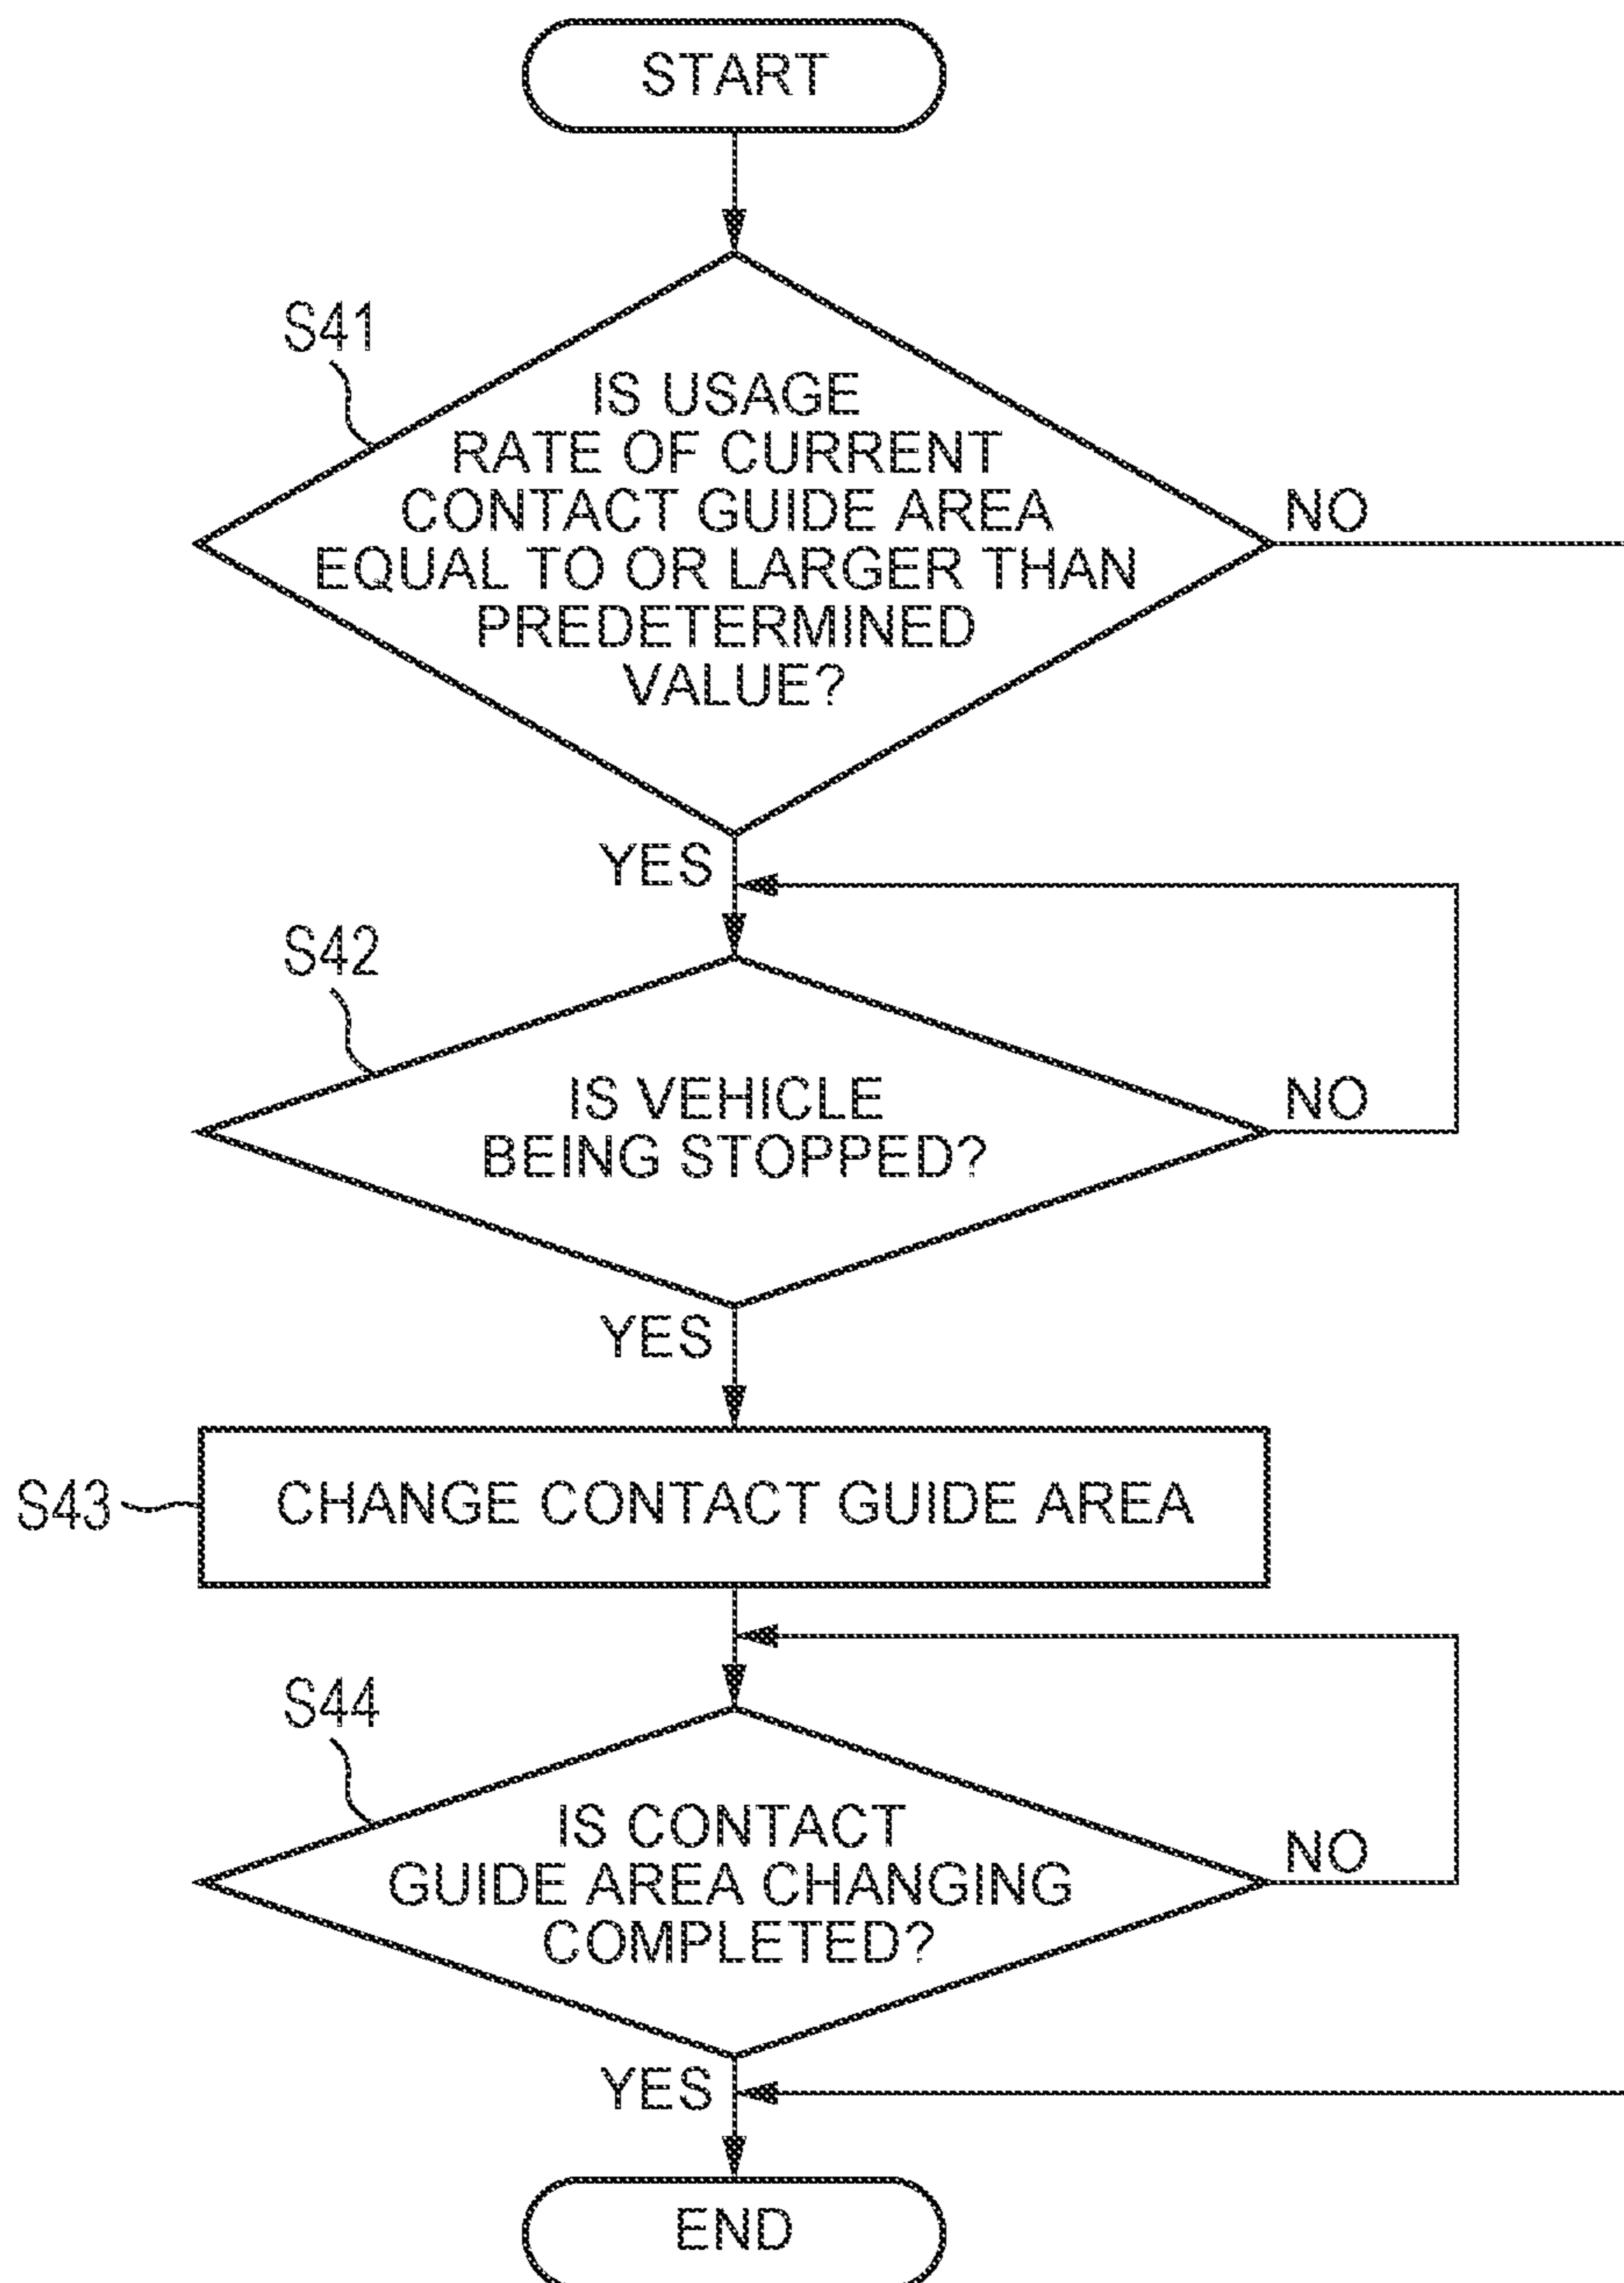 START
S41
IS USAGE
RATE OF CURRENT
CONTACT GUIDE AREA
EQUAL TO OR LARGER THAN
PREDETERMINED
VALUE?
NO
YES
S42
IS VEHICLE
BEING STOPPED?
NO
YES
S43
CHANGE CONTACT GUIDE AREA
S44
IS CONTACT
GUIDE AREA CHANGING
COMPLETED?
NO
YES
END